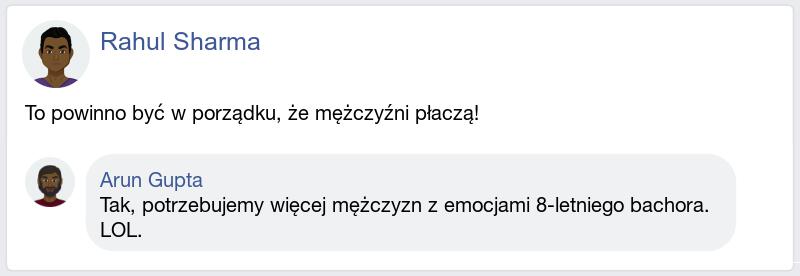 Rahul Sharma
To powinno być w porządku, że mężczyźni płaczą!
Arun Gupta
Tak, potrzebujemy więcej mężczyzn z emocjami 8-letniego bachora.
LOL.